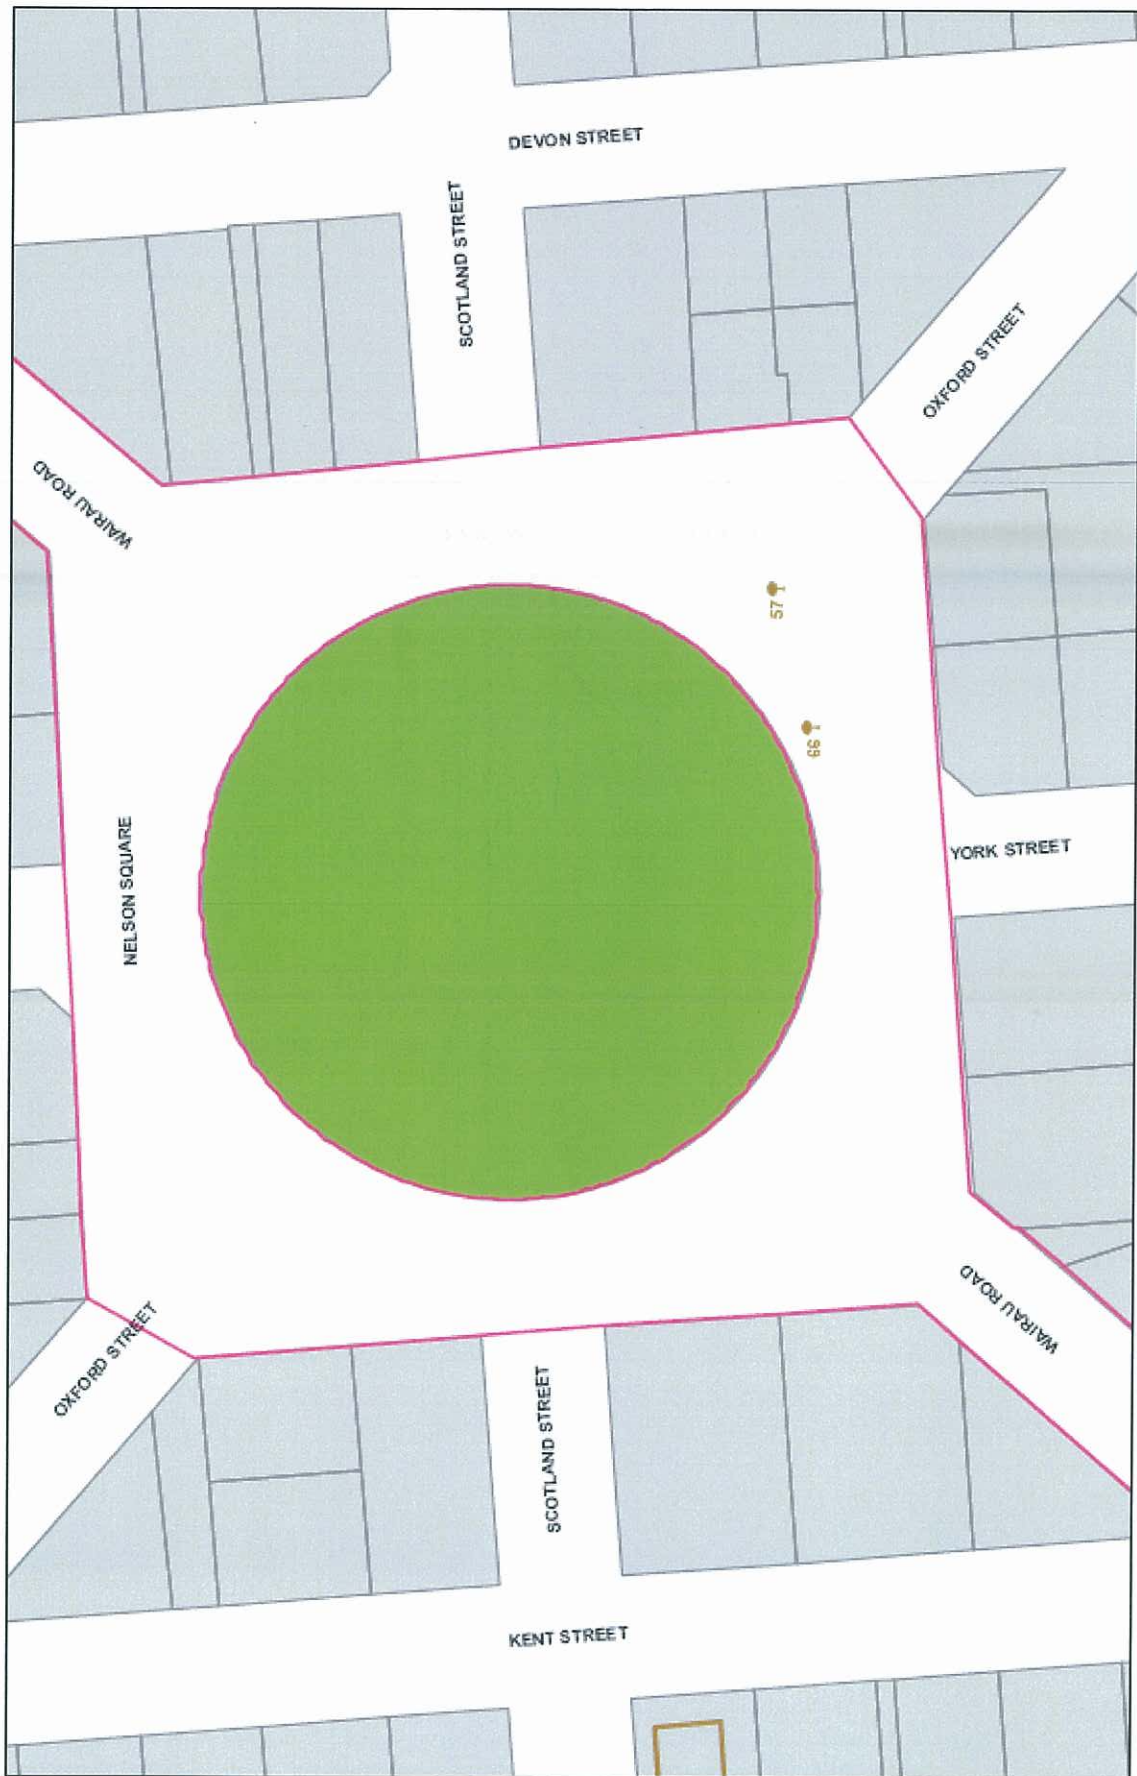 DEVON STREET
SCOTLAND STREET
OXFORD STREET
WAIRAU ROAD
57
66
NELSON SQUARE
YORK STREET
WAIRAU ROAD
OXFORD STREET
SCOTLAND STREET
KENT STREET